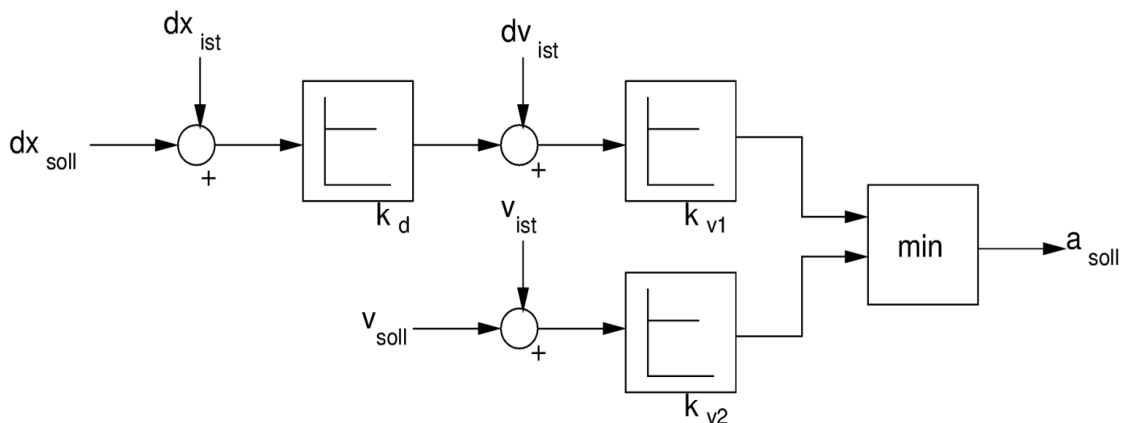 dx ist
dv ist
dx soll
+
+
k d
k v1
v ist
min
a soll
v soll
+
k v2